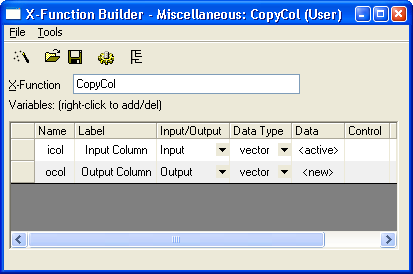 X-Function Builder - Miscellaneous: CopyCol (User)
File Tools
X-Function CopyCol
Variables: (right-click to add/del)
Name Label Input/Output Data Type Data Control
icol Input Column Input vector <active>
ocol Output Column Output vector <new>